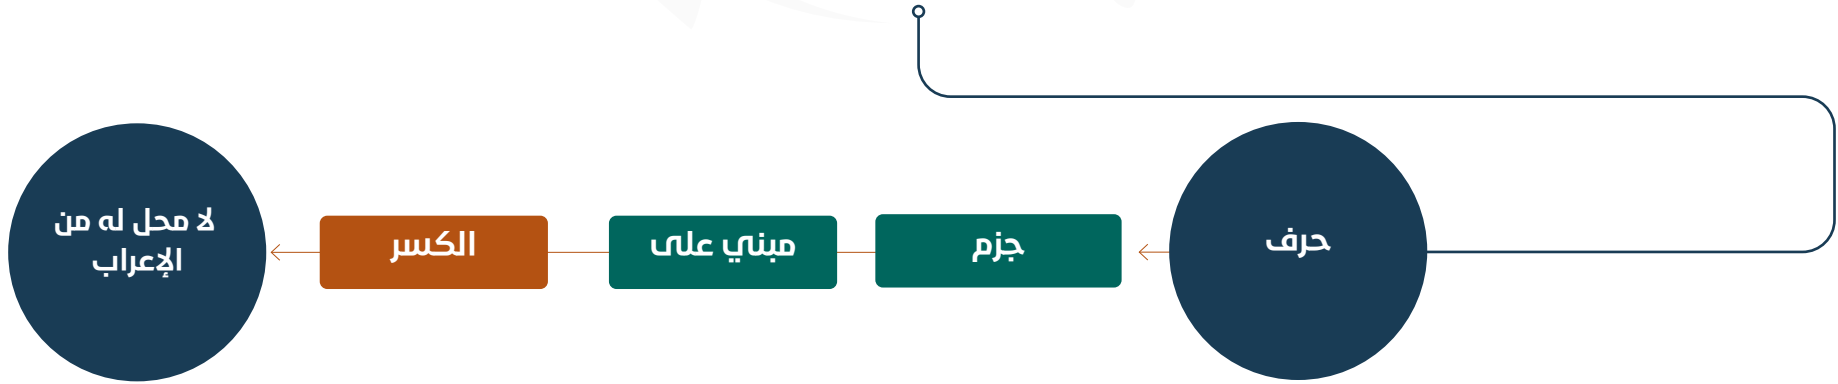 حرف
جزم
مبني على
الكسر
لا محل له من
الإعراب